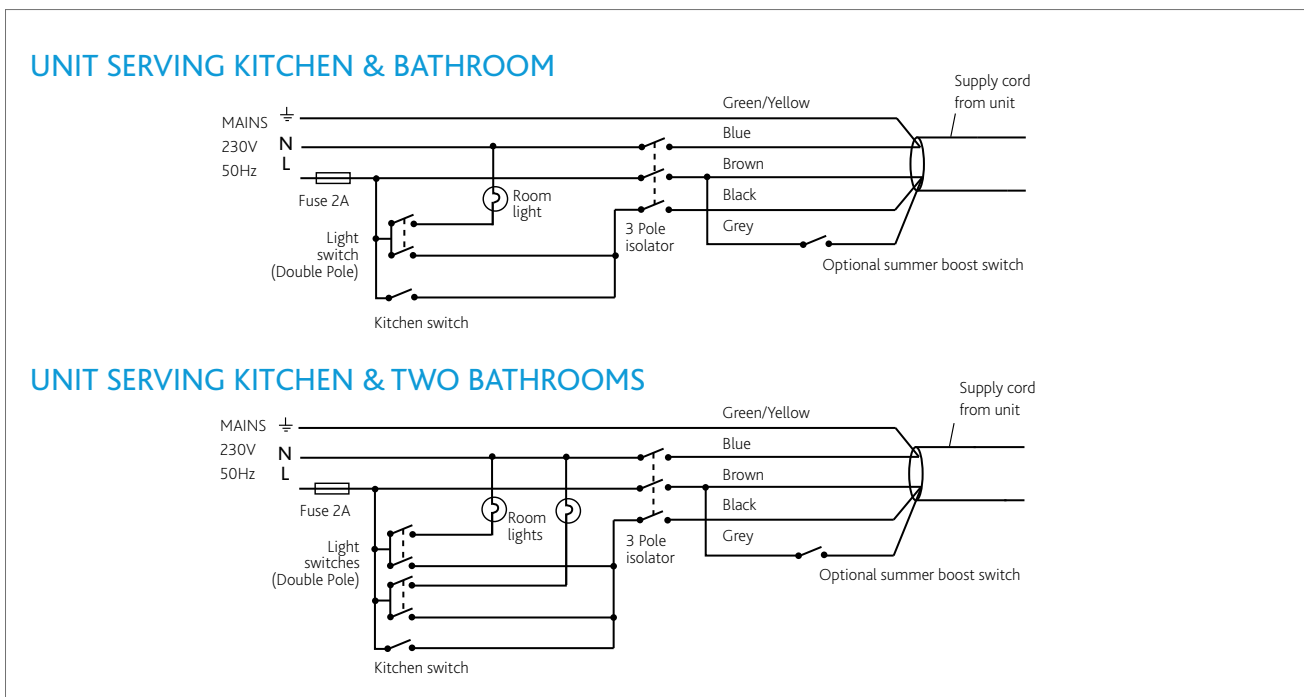 UNIT SERVING KITCHEN & BATHROOM
Supply cord
from unit
MAINS
230V
50Hz
N
L
Green/Yellow
Blue
Brown
Black
Grey
Fuse 2A
Room
light
Light
switch
(Double Pole)
3 Pole
isolator
Optional summer boost switch
Kitchen switch
UNIT SERVING KITCHEN & TWO BATHROOMS
Supply cord
from unit
MAINS
230V
50Hz
N
L
Green/Yellow
Blue
Brown
Black
Grey
Fuse 2A
Room
lights
Light
switches
(Double Pole)
3 Pole
isolator
Optional summer boost switch
Kitchen switch